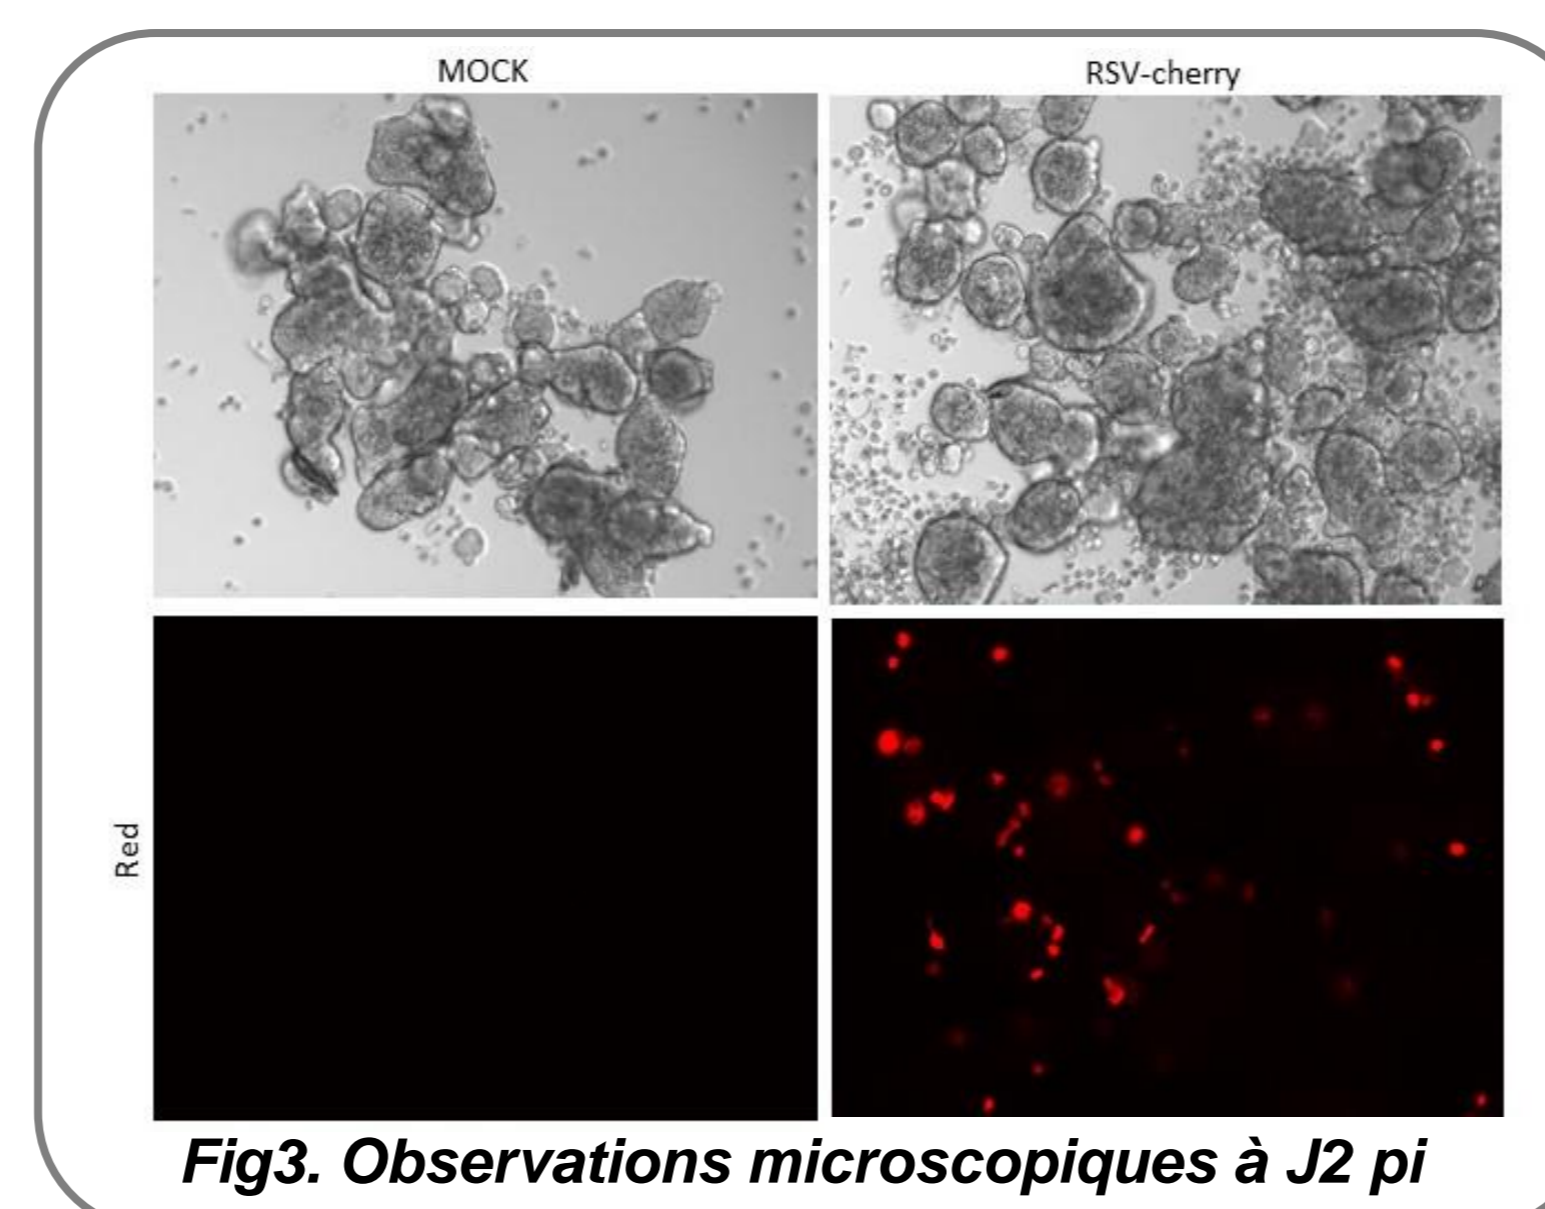 MOCK
RSV-cherry
Red
Fig3. Observations microscopiques à J2 pi